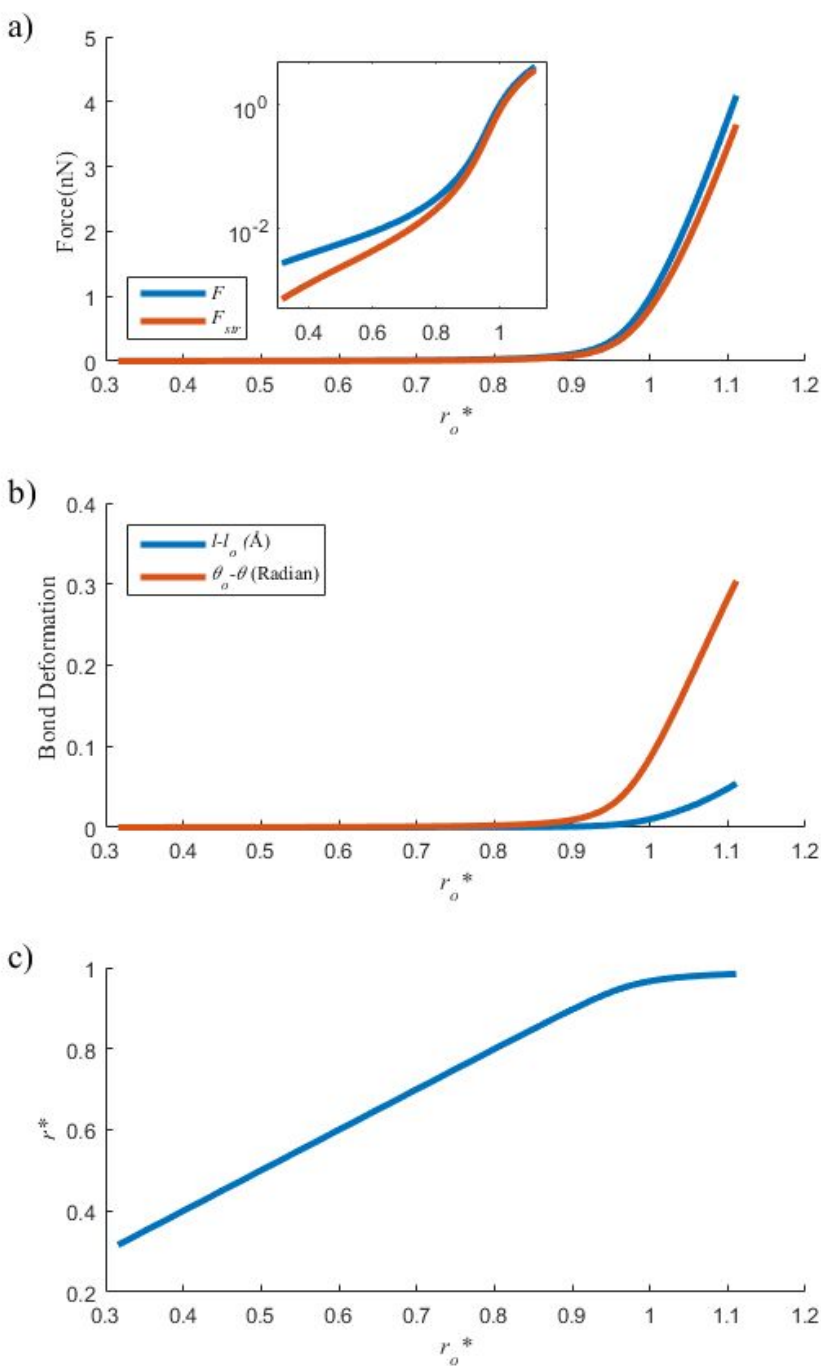 a)
5
4
3
2
1
0
Force(nN)
10^0
10^-2
0.4 0.6 0.8 1
F
F_str
0.3 0.4 0.5 0.6 0.7 0.8 0.9 1 1.1 1.2
r_o*
b)
0.4
0.3
0.2
0.1
0
Bond Deformation
l-l_o (Å)
θ_o-θ (Radian)
0.3 0.4 0.5 0.6 0.7 0.8 0.9 1 1.1 1.2
r_o*
c)
1
0.8
0.6
0.4
0.2
r*
0.3 0.4 0.5 0.6 0.7 0.8 0.9 1 1.1 1.2
r_o*